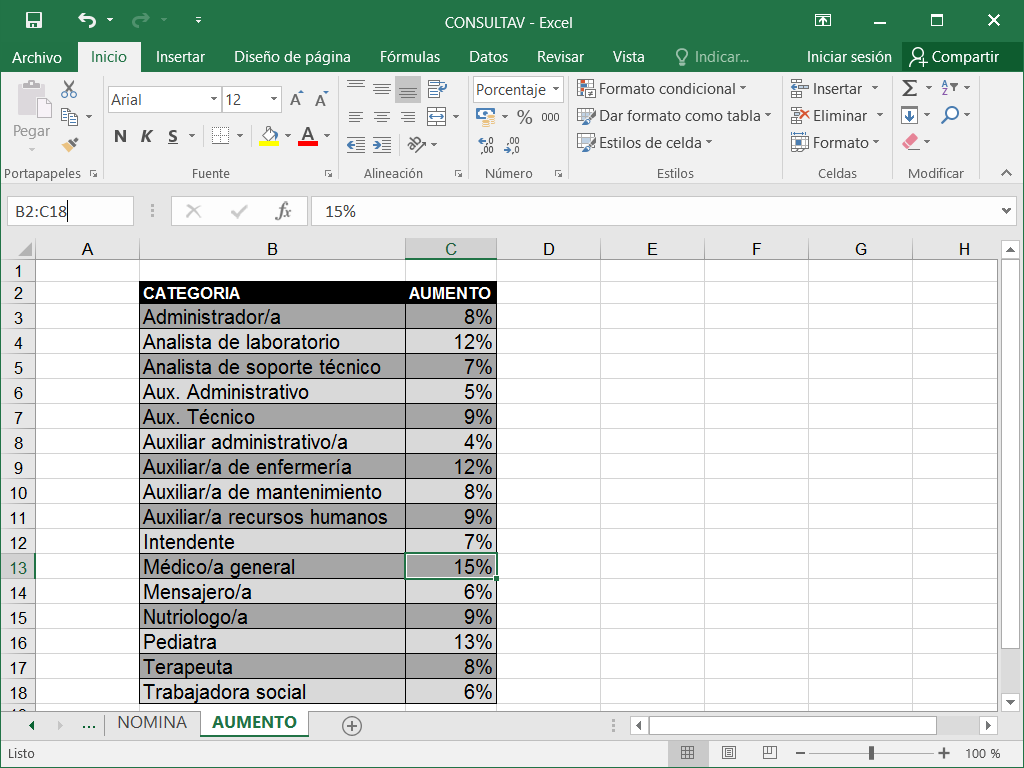 CONSULTAV - Excel
Archivo Inicio Insertar Diseño de página Fórmulas Datos Revisar Vista Indicar... Iniciar sesión Compartir
Pegar
Portapapeles
Arial 12
N K S A
Fuente
Alineación
Porcentaje
% 000
Número
Formato condicional
Dar formato como tabla
Estilos de celda
Estilos
Insertar
Eliminar
Formato
Celdas
Modificar
B2:C18 fx 15%
A B C D E F G H
1
2 CATEGORIA AUMENTO
3 Administrador/a 8%
4 Analista de laboratorio 12%
5 Analista de soporte técnico 7%
6 Aux. Administrativo 5%
7 Aux. Técnico 9%
8 Auxiliar administrativo/a 4%
9 Auxiliar/a de enfermería 12%
10 Auxiliar/a de mantenimiento 8%
11 Auxiliar/a recursos humanos 9%
12 Intendente 7%
13 Médico/a general 15%
14 Mensajero/a 6%
15 Nutriologo/a 9%
16 Pediatra 13%
17 Terapeuta 8%
18 Trabajadora social 6%
... NOMINA AUMENTO
Listo 100 %